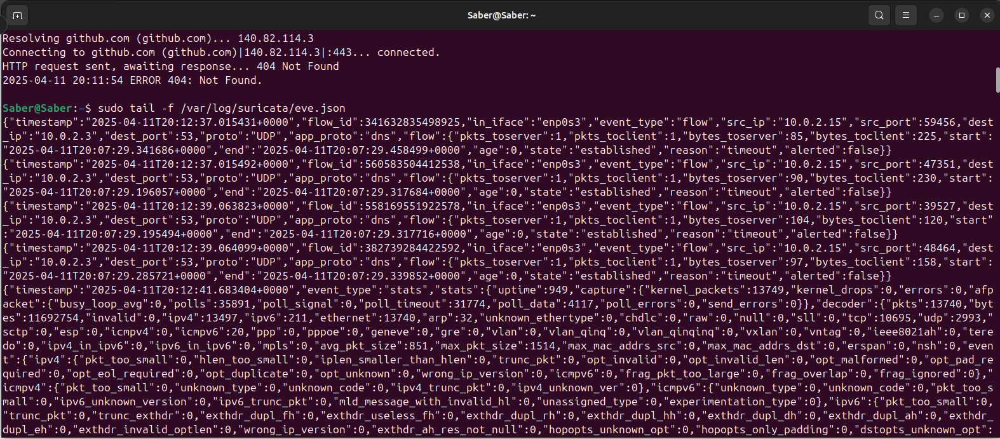 Saber@Saber: ~
Resolving github.com (github.com)... 140.82.114.3
Connecting to github.com (github.com)|140.82.114.3|:443... connected.
HTTP request sent, awaiting response... 404 Not Found
2025-04-11 20:11:54 ERROR 404: Not Found.
Saber@Saber:~$ sudo tail -f /var/log/suricata/eve.json
{"timestamp":"2025-04-11T20:12:37.015431+0000","flow_id":341632835498925,"in_iface":"enp0s3","event_type":"flow","src_ip":"10.0.2.15","src_port":59456,"dest
_ip":"10.0.2.3","dest_port":53,"proto":"UDP","app_proto":"dns","flow":{"pkts_toserver":1,"pkts_toclient":1,"bytes_toserver":85,"bytes_toclient":225,"start":
"2025-04-11T20:07:29.341686+0000","end":"2025-04-11T20:07:29.458499+0000","age":0,"state":"established","reason":"timeout","alerted":false}}
{"timestamp":"2025-04-11T20:12:37.015492+0000","flow_id":560583504412538,"in_iface":"enp0s3","event_type":"flow","src_ip":"10.0.2.15","src_port":47351,"dest
_ip":"10.0.2.3","dest_port":53,"proto":"UDP","app_proto":"dns","flow":{"pkts_toserver":1,"pkts_toclient":1,"bytes_toserver":90,"bytes_toclient":230,"start":
"2025-04-11T20:07:29.196057+0000","end":"2025-04-11T20:07:29.317684+0000","age":0,"state":"established","reason":"timeout","alerted":false}}
{"timestamp":"2025-04-11T20:12:39.063823+0000","flow_id":558169551922578,"in_iface":"enp0s3","event_type":"flow","src_ip":"10.0.2.15","src_port":39527,"dest
_ip":"10.0.2.3","dest_port":53,"proto":"UDP","app_proto":"dns","flow":{"pkts_toserver":1,"pkts_toclient":1,"bytes_toserver":104,"bytes_toclient":120,"start"
:"2025-04-11T20:07:29.195494+0000","end":"2025-04-11T20:07:29.317716+0000","age":0,"state":"established","reason":"timeout","alerted":false}}
{"timestamp":"2025-04-11T20:12:39.064099+0000","flow_id":382739284422592,"in_iface":"enp0s3","event_type":"flow","src_ip":"10.0.2.15","src_port":48464,"dest
_ip":"10.0.2.3","dest_port":53,"proto":"UDP","app_proto":"dns","flow":{"pkts_toserver":1,"pkts_toclient":1,"bytes_toserver":97,"bytes_toclient":158,"start":
"2025-04-11T20:07:29.285721+0000","end":"2025-04-11T20:07:29.339852+0000","age":0,"state":"established","reason":"timeout","alerted":false}}
{"timestamp":"2025-04-11T20:12:41.683404+0000","event_type":"stats","stats":{"uptime":949,"capture":{"kernel_packets":13749,"kernel_drops":0,"errors":0,"afp
acket":{"busy_loop_avg":0,"polls":35891,"poll_signal":0,"poll_timeout":31774,"poll_data":4117,"poll_errors":0,"send_errors":0}},"decoder":{"pkts":13740,"byt
es":11692754,"invalid":0,"ipv4":13497,"ipv6":211,"ethernet":13740,"arp":32,"unknown_ethertype":0,"chdlc":0,"raw":0,"null":0,"sll":0,"tcp":10695,"udp":2993,"
sctp":0,"esp":0,"icmpv4":0,"icmpv6":20,"ppp":0,"pppoe":0,"geneve":0,"gre":0,"vlan":0,"vlan_qinq":0,"vlan_qinqinq":0,"vxlan":0,"vntag":0,"ieee8021ah":0,"tere
do":0,"ipv4_in_ipv6":0,"ipv6_in_ipv6":0,"mpls":0,"avg_pkt_size":851,"max_pkt_size":1514,"max_mac_addrs_src":0,"max_mac_addrs_dst":0,"erspan":0,"nsh":0,"even
t":{"ipv4":{"pkt_too_small":0,"hlen_too_small":0,"iplen_smaller_than_hlen":0,"trunc_pkt":0,"opt_invalid":0,"opt_invalid_len":0,"opt_malformed":0,"opt_pad_re
quired":0,"opt_eol_required":0,"opt_duplicate":0,"opt_unknown":0,"wrong_ip_version":0,"icmpv6":0,"frag_pkt_too_large":0,"frag_overlap":0,"frag_ignored":0},"
icmpv4":{"pkt_too_small":0,"unknown_type":0,"unknown_code":0,"ipv4_trunc_pkt":0,"ipv4_unknown_ver":0},"icmpv6":{"unknown_type":0,"unknown_code":0,"pkt_too_s
mall":0,"ipv6_unknown_version":0,"ipv6_trunc_pkt":0,"mld_message_with_invalid_hl":0,"unassigned_type":0,"experimentation_type":0},"ipv6":{"pkt_too_small":0,
"trunc_pkt":0,"trunc_exthdr":0,"exthdr_dupl_fh":0,"exthdr_useless_fh":0,"exthdr_dupl_rh":0,"exthdr_dupl_hh":0,"exthdr_dupl_dh":0,"exthdr_dupl_ah":0,"exthdr_
dupl_eh":0,"exthdr_invalid_optlen":0,"wrong_ip_version":0,"exthdr_ah_res_not_null":0,"hopopts_unknown_opt":0,"hopopts_only_padding":0,"dstopts_unknown_opt":